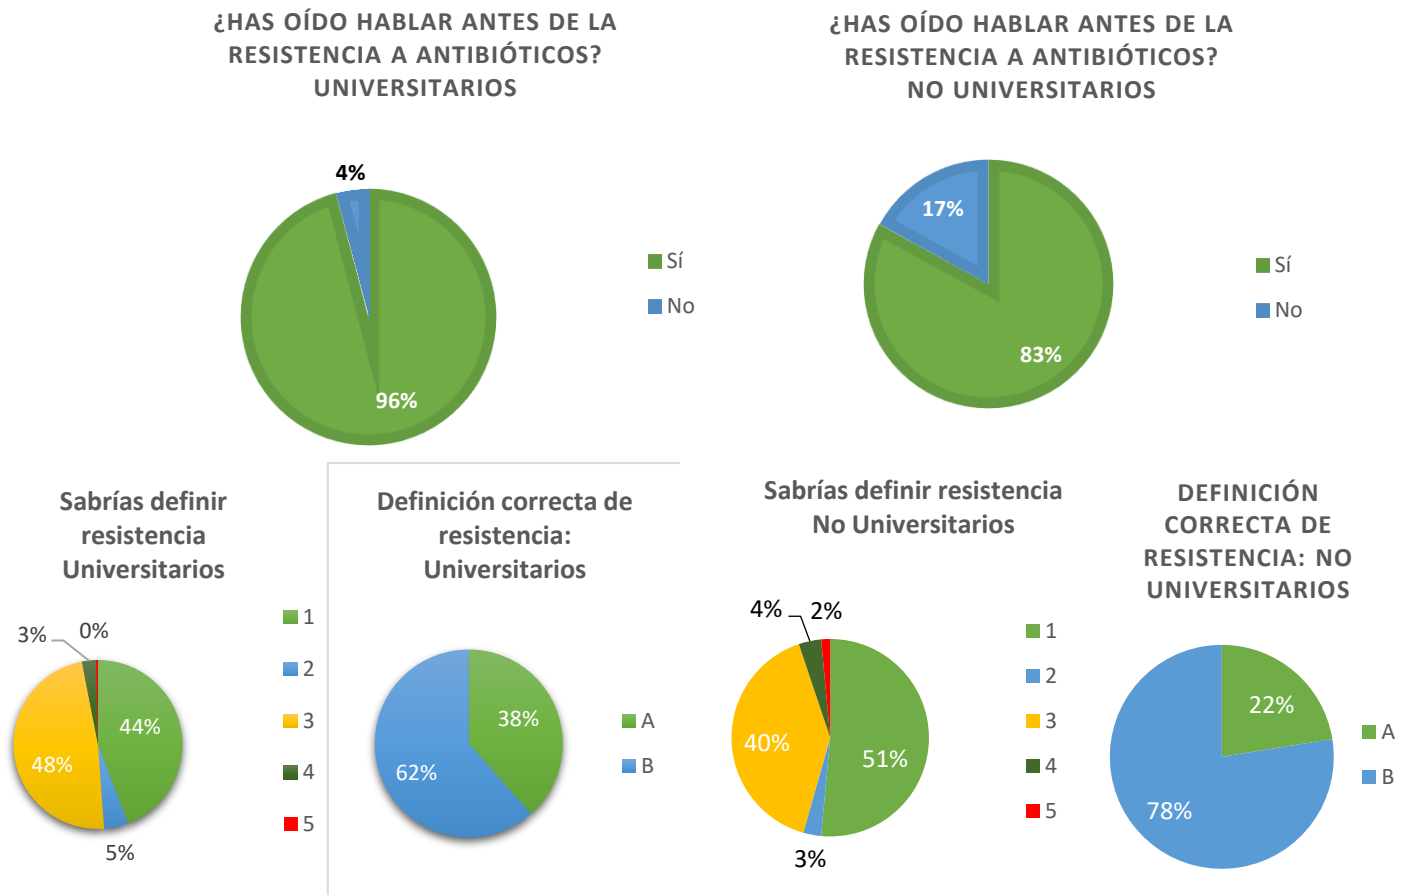 ¿HAS OÍDO HABLAR ANTES DE LA
RESISTENCIA A ANTIBIÓTICOS?
UNIVERSITARIOS
4%
96%
Sí
No
¿HAS OÍDO HABLAR ANTES DE LA
RESISTENCIA A ANTIBIÓTICOS?
NO UNIVERSITARIOS
17%
83%
Sí
No
Sabrías definir
resistencia
Universitarios
3%
0%
44%
48%
5%
1
2
3
4
5
Definición correcta de
resistencia:
Universitarios
38%
62%
A
B
Sabrías definir resistencia
No Universitarios
4%
2%
40%
51%
3%
1
2
3
4
5
DEFINICIÓN
CORRECTA DE
RESISTENCIA: NO
UNIVERSITARIOS
22%
78%
A
B